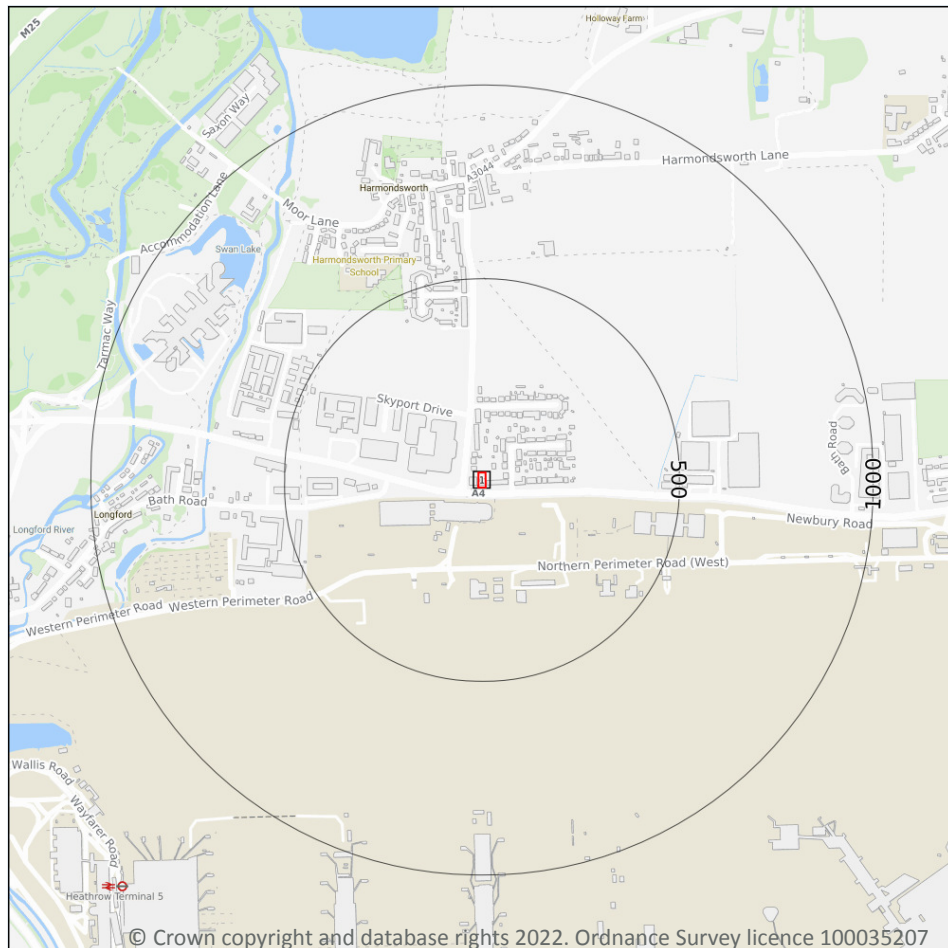 M25
Holloway Farm
Saxon Way
A3044
Harmondsworth Lane
Harmondsworth
Moor Lane
Accommodation Lane
Swan Lake
Harmondsworth Primary
School
Tarmac Way
Skyport Drive
Bath Road
500
1000
1
A4
Bath Road
Longford
Longford River
Newbury Road
Northern Perimeter Road (West)
Western Perimeter Road
Western Perimeter Road
Wallis Road
Wayfarer Road
Heathrow Terminal 5
© Crown copyright and database rights 2022. Ordnance Survey licence 100035207